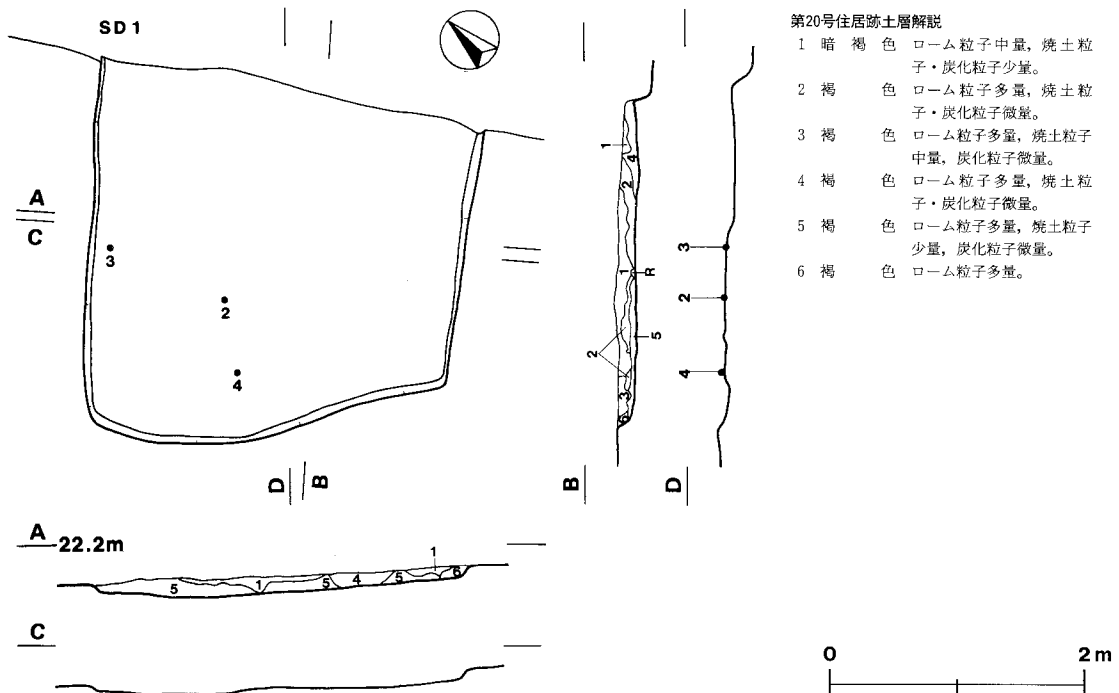 SD1
第20号住居跡土層解説
1 暗褐色 ローム粒子中量，焼土粒
子・炭化粒子少量。
2 褐色 ローム粒子多量，焼土粒
子・炭化粒子微量。
3 褐色 ローム粒子多量，焼土粒子
中量，炭化粒子微量。
4 褐色 ローム粒子多量，焼土粒
子・炭化粒子微量。
5 褐色 ローム粒子多量，焼土粒子
少量，炭化粒子微量。
6 褐色 ローム粒子多量。
A
C
3
2
4
D
B
1
4
2
1
R
5
2
3
6
B
3
2
4
D
A 22.2m
5
1
5
4
5
1
6
C
0
2m